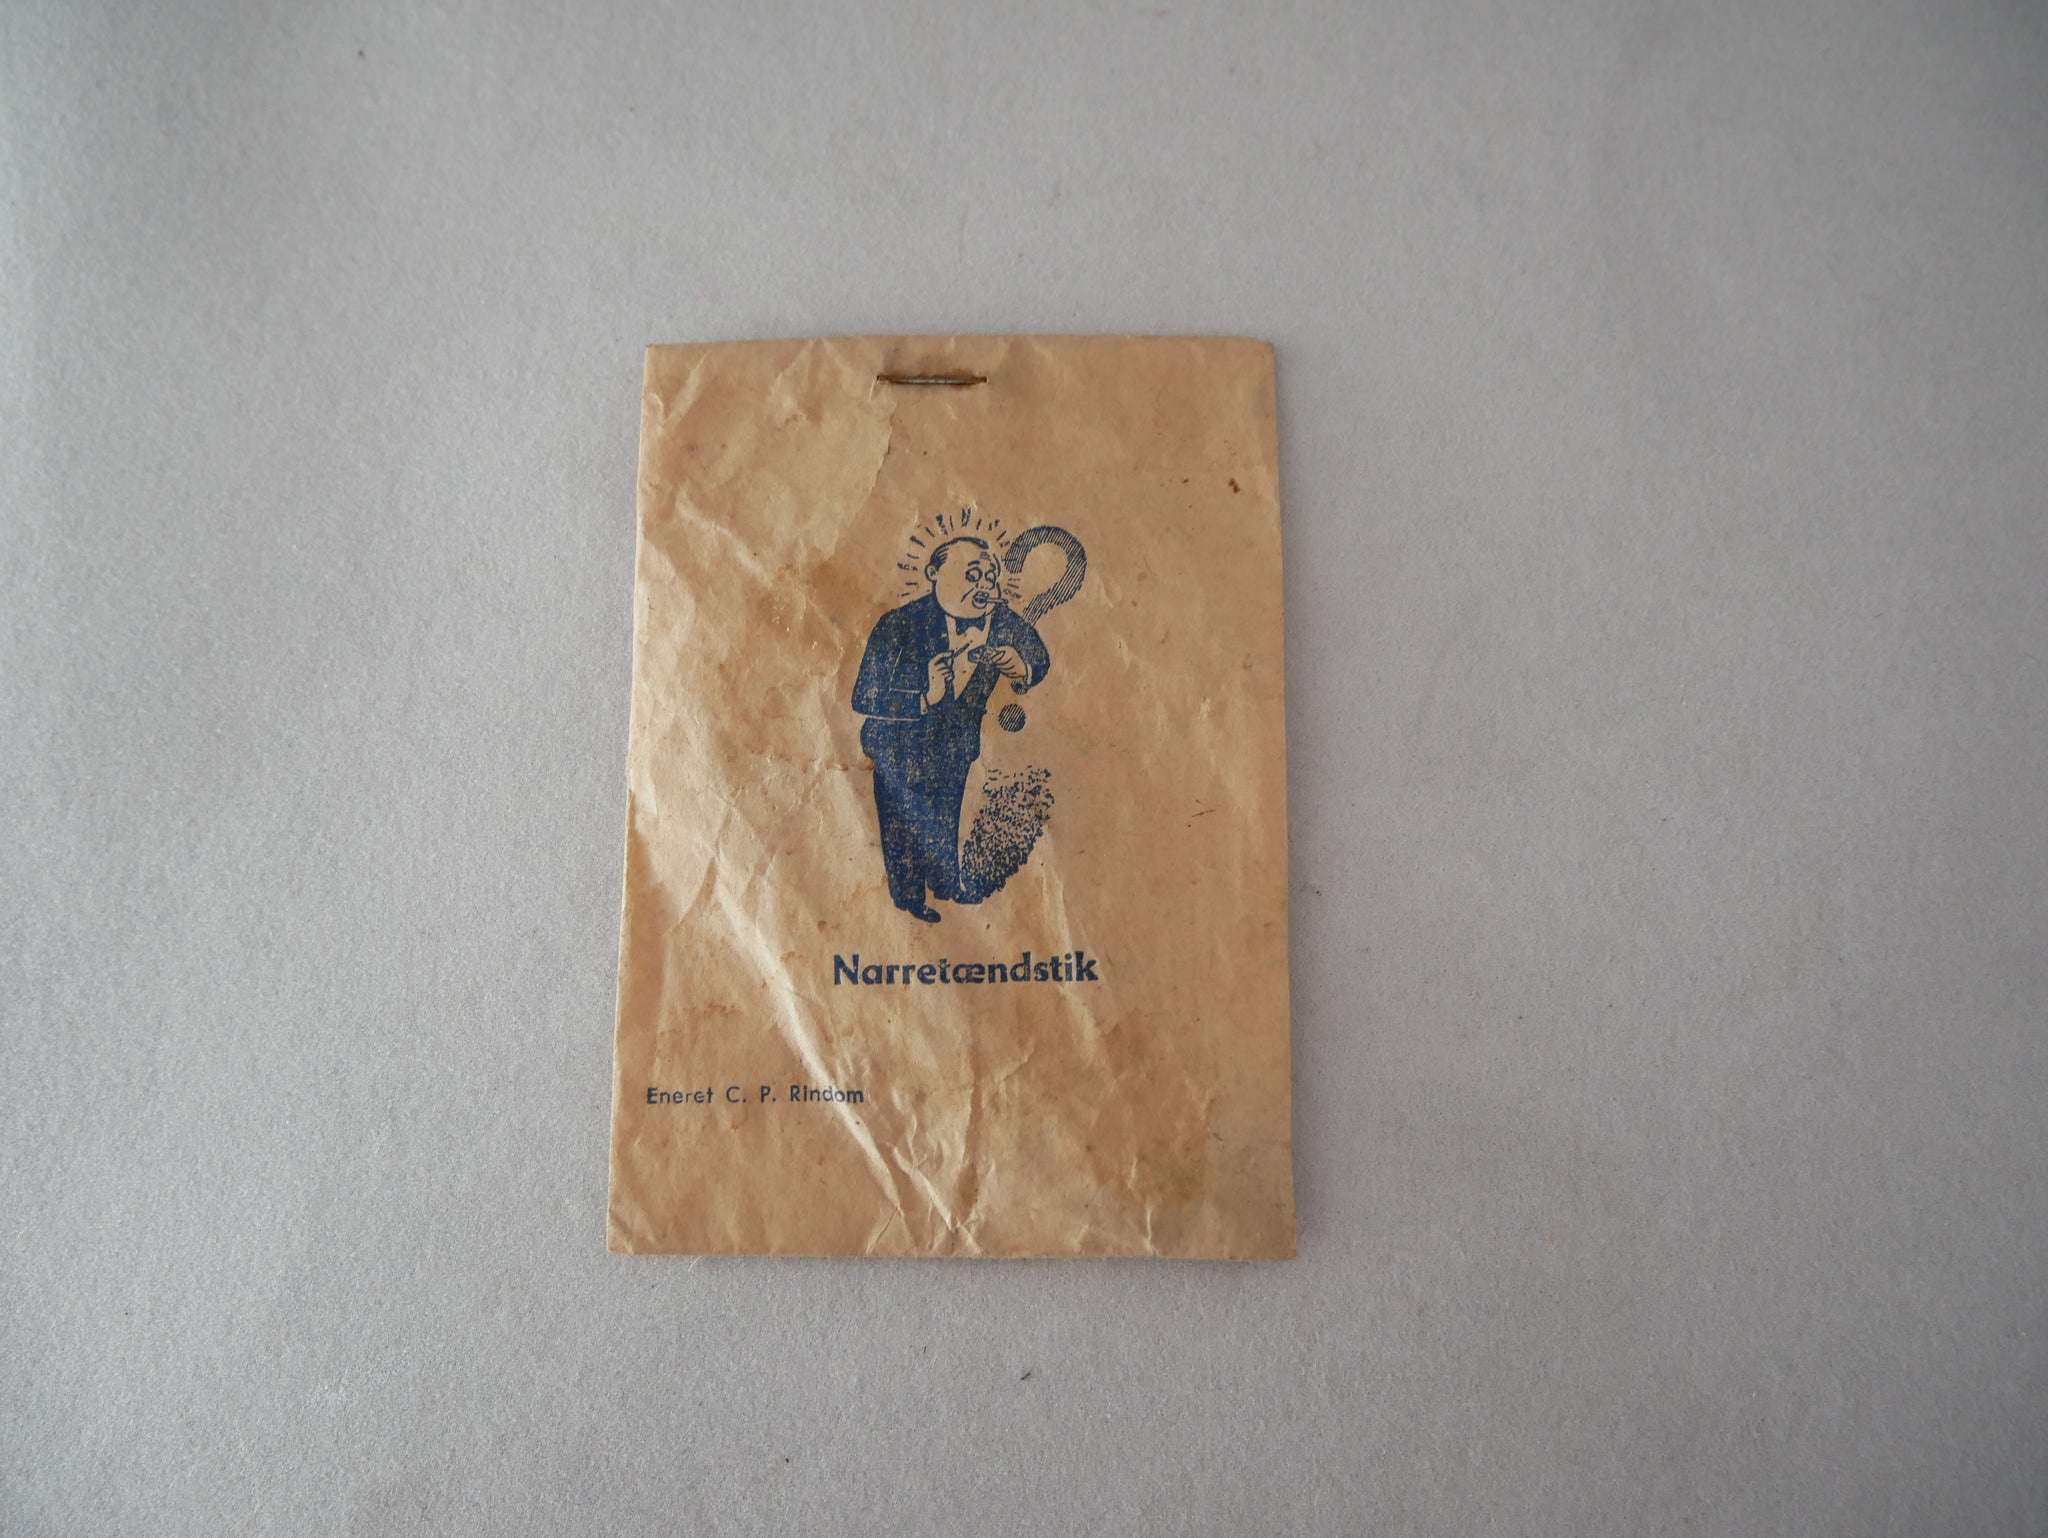 Narretændstik
Eneret C. P. Rindom